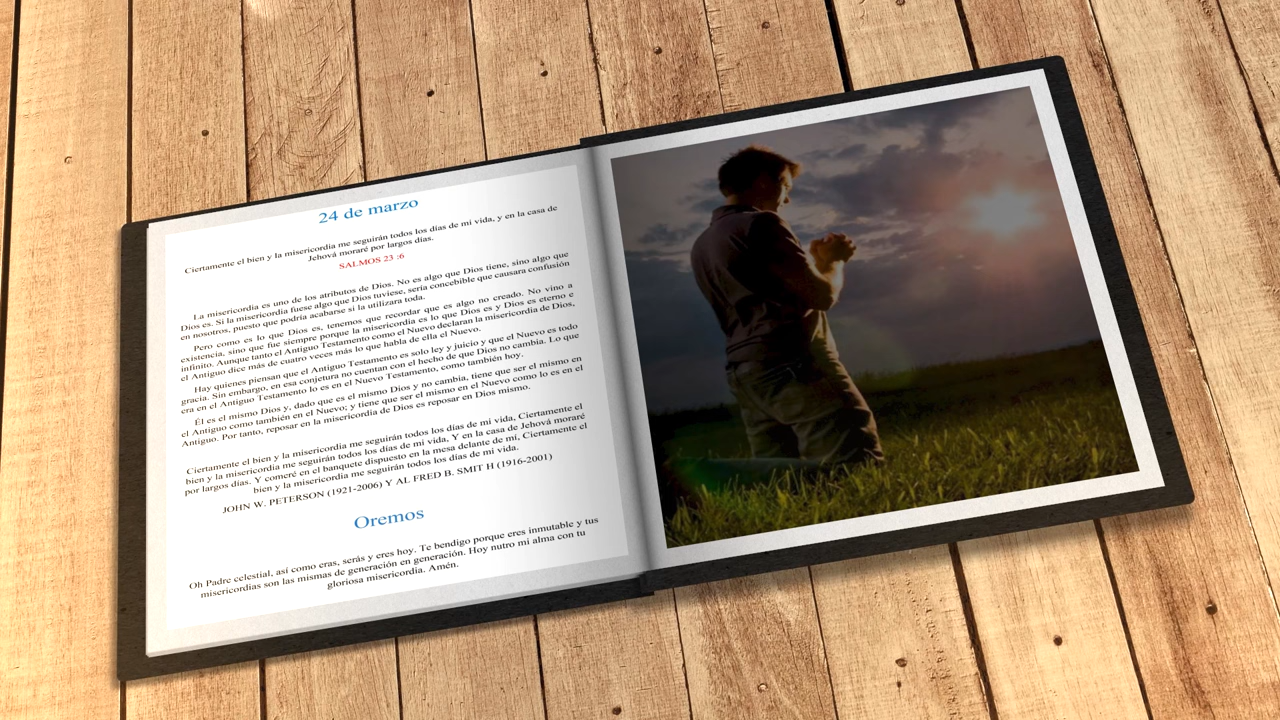 24 de marzo
Ciertamente el bien y la misericordia me seguirán todos los días de mi vida, y en la casa de
Jehová moraré por largos días.
SALMOS 23 :6
La misericordia es uno de los atributos de Dios. No es algo que Dios tiene, sino algo que
Dios es. Si la misericordia fuese algo que Dios tuviese, sería concebible que causara confusión
en nosotros, puesto que podría acabarse si la utilizara toda.
Pero como es lo que Dios es, tenemos que recordar que es algo no creado. No vino a
existencia, sino que fue siempre porque la misericordia es lo que Dios es y Dios es eterno e
infinito. Aunque tanto el Antiguo Testamento como el Nuevo declaran la misericordia de Dios,
el Antiguo dice más de cuatro veces más lo que habla de ella el Nuevo.
Hay quienes piensan que el Antiguo Testamento es solo ley y juicio y que el Nuevo es todo
gracia. Sin embargo, en esa conjetura no cuentan con el hecho de que Dios no cambia. Lo que
era en el Antiguo Testamento lo es en el Nuevo Testamento, como también hoy.
Él es el mismo Dios y, dado que es el mismo Dios y no cambia, tiene que ser el mismo en
el Antiguo como también en el Nuevo; y tiene que ser el mismo en el Nuevo como lo es en el
Antiguo. Por tanto, reposar en la misericordia de Dios es reposar en Dios mismo.
Ciertamente el bien y la misericordia me seguirán todos los días de mi vida, Ciertamente el
bien y la misericordia me seguirán todos los días de mi vida, Y en la casa de Jehová moraré
por largos días. Y comeré en el banquete dispuesto en la mesa delante de mí, Ciertamente el
bien y la misericordia me seguirán todos los días de mi vida.
JOHN W. PETERSON (1921-2006) Y AL FRED B. SMIT H (1916-2001)
Oremos
Oh Padre celestial, así como eras, serás y eres hoy. Te bendigo porque eres inmutable y tus
misericordias son las mismas de generación en generación. Hoy nutro mi alma con tu
gloriosa misericordia. Amén.